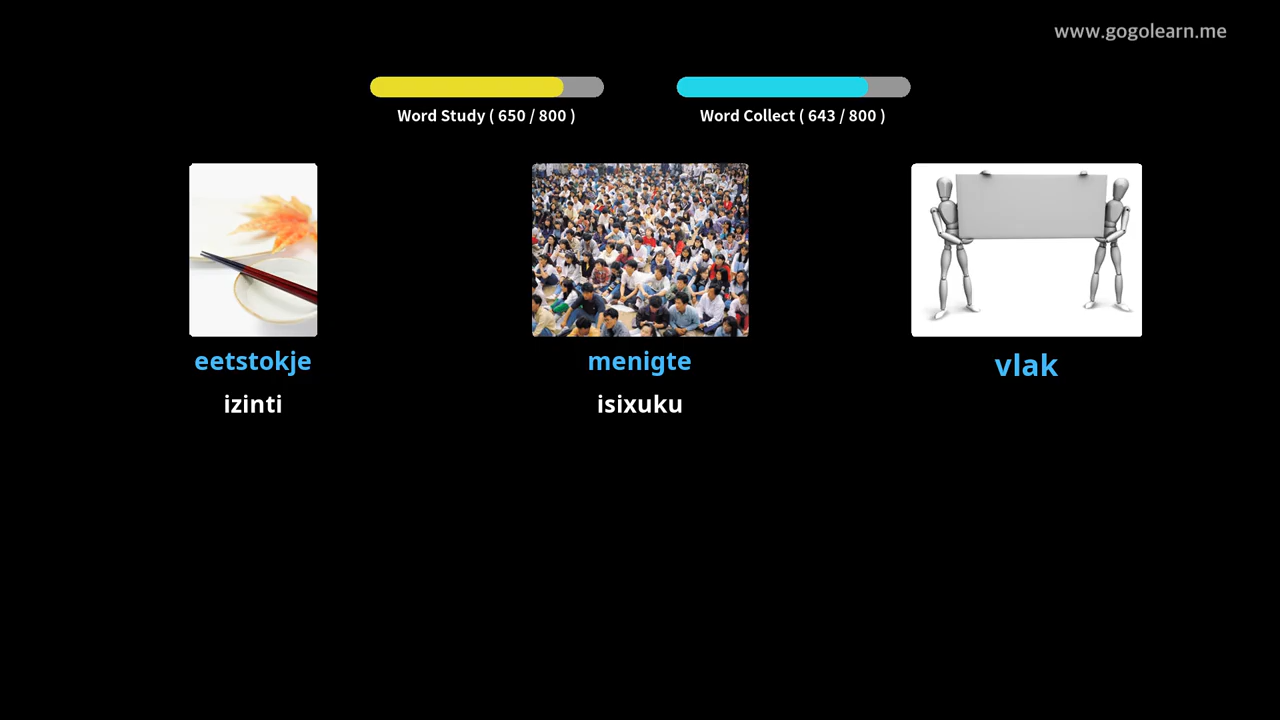 www.gogolearn.me
Word Study ( 650 / 800 )
Word Collect ( 643 / 800 )
eetstokje
izinti
menigte
isixuku
vlak